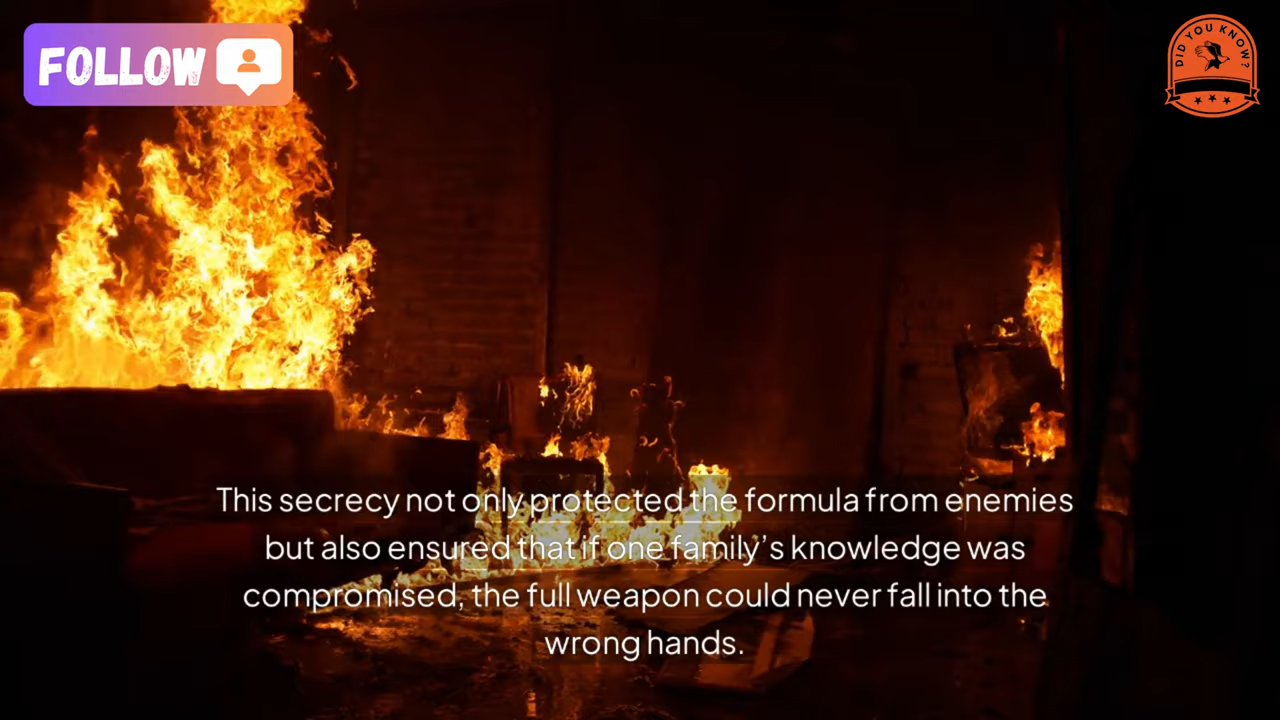 FOLLOW
DID YOU KNOW?
This secrecy not only protected the formula from enemies
but also ensured that if one family’s knowledge was
compromised, the full weapon could never fall into the
wrong hands.